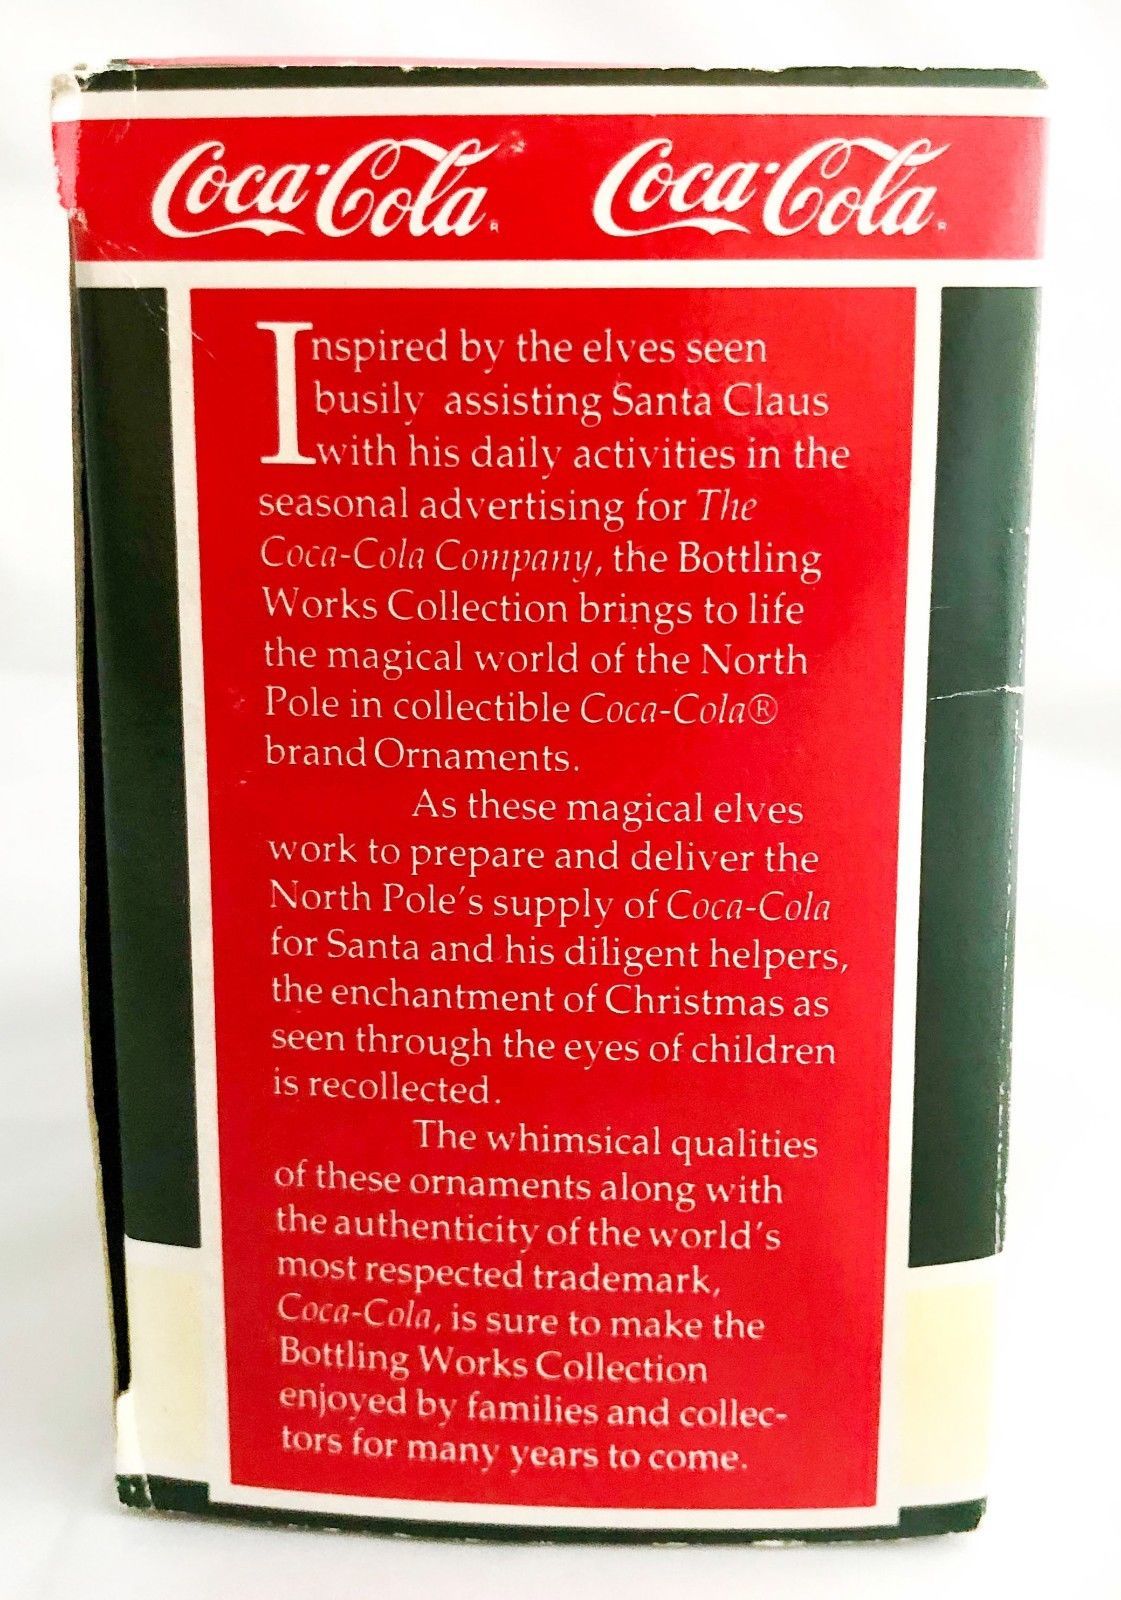 Coca-Cola® Coca-Cola®
Inspired by the elves seen
busily assisting Santa Claus
with his daily activities in the
seasonal advertising for The
Coca-Cola Company, the Bottling
Works Collection brings to life
the magical world of the North
Pole in collectible Coca-Cola®
brand Ornaments.
As these magical elves
work to prepare and deliver the
North Pole's supply of Coca-Cola
for Santa and his diligent helpers,
the enchantment of Christmas as
seen through the eyes of children
is recollected.
The whimsical qualities
of these ornaments along with
the authenticity of the world's
most respected trademark,
Coca-Cola, is sure to make the
Bottling Works Collection
enjoyed by families and collec-
tors for many years to come.